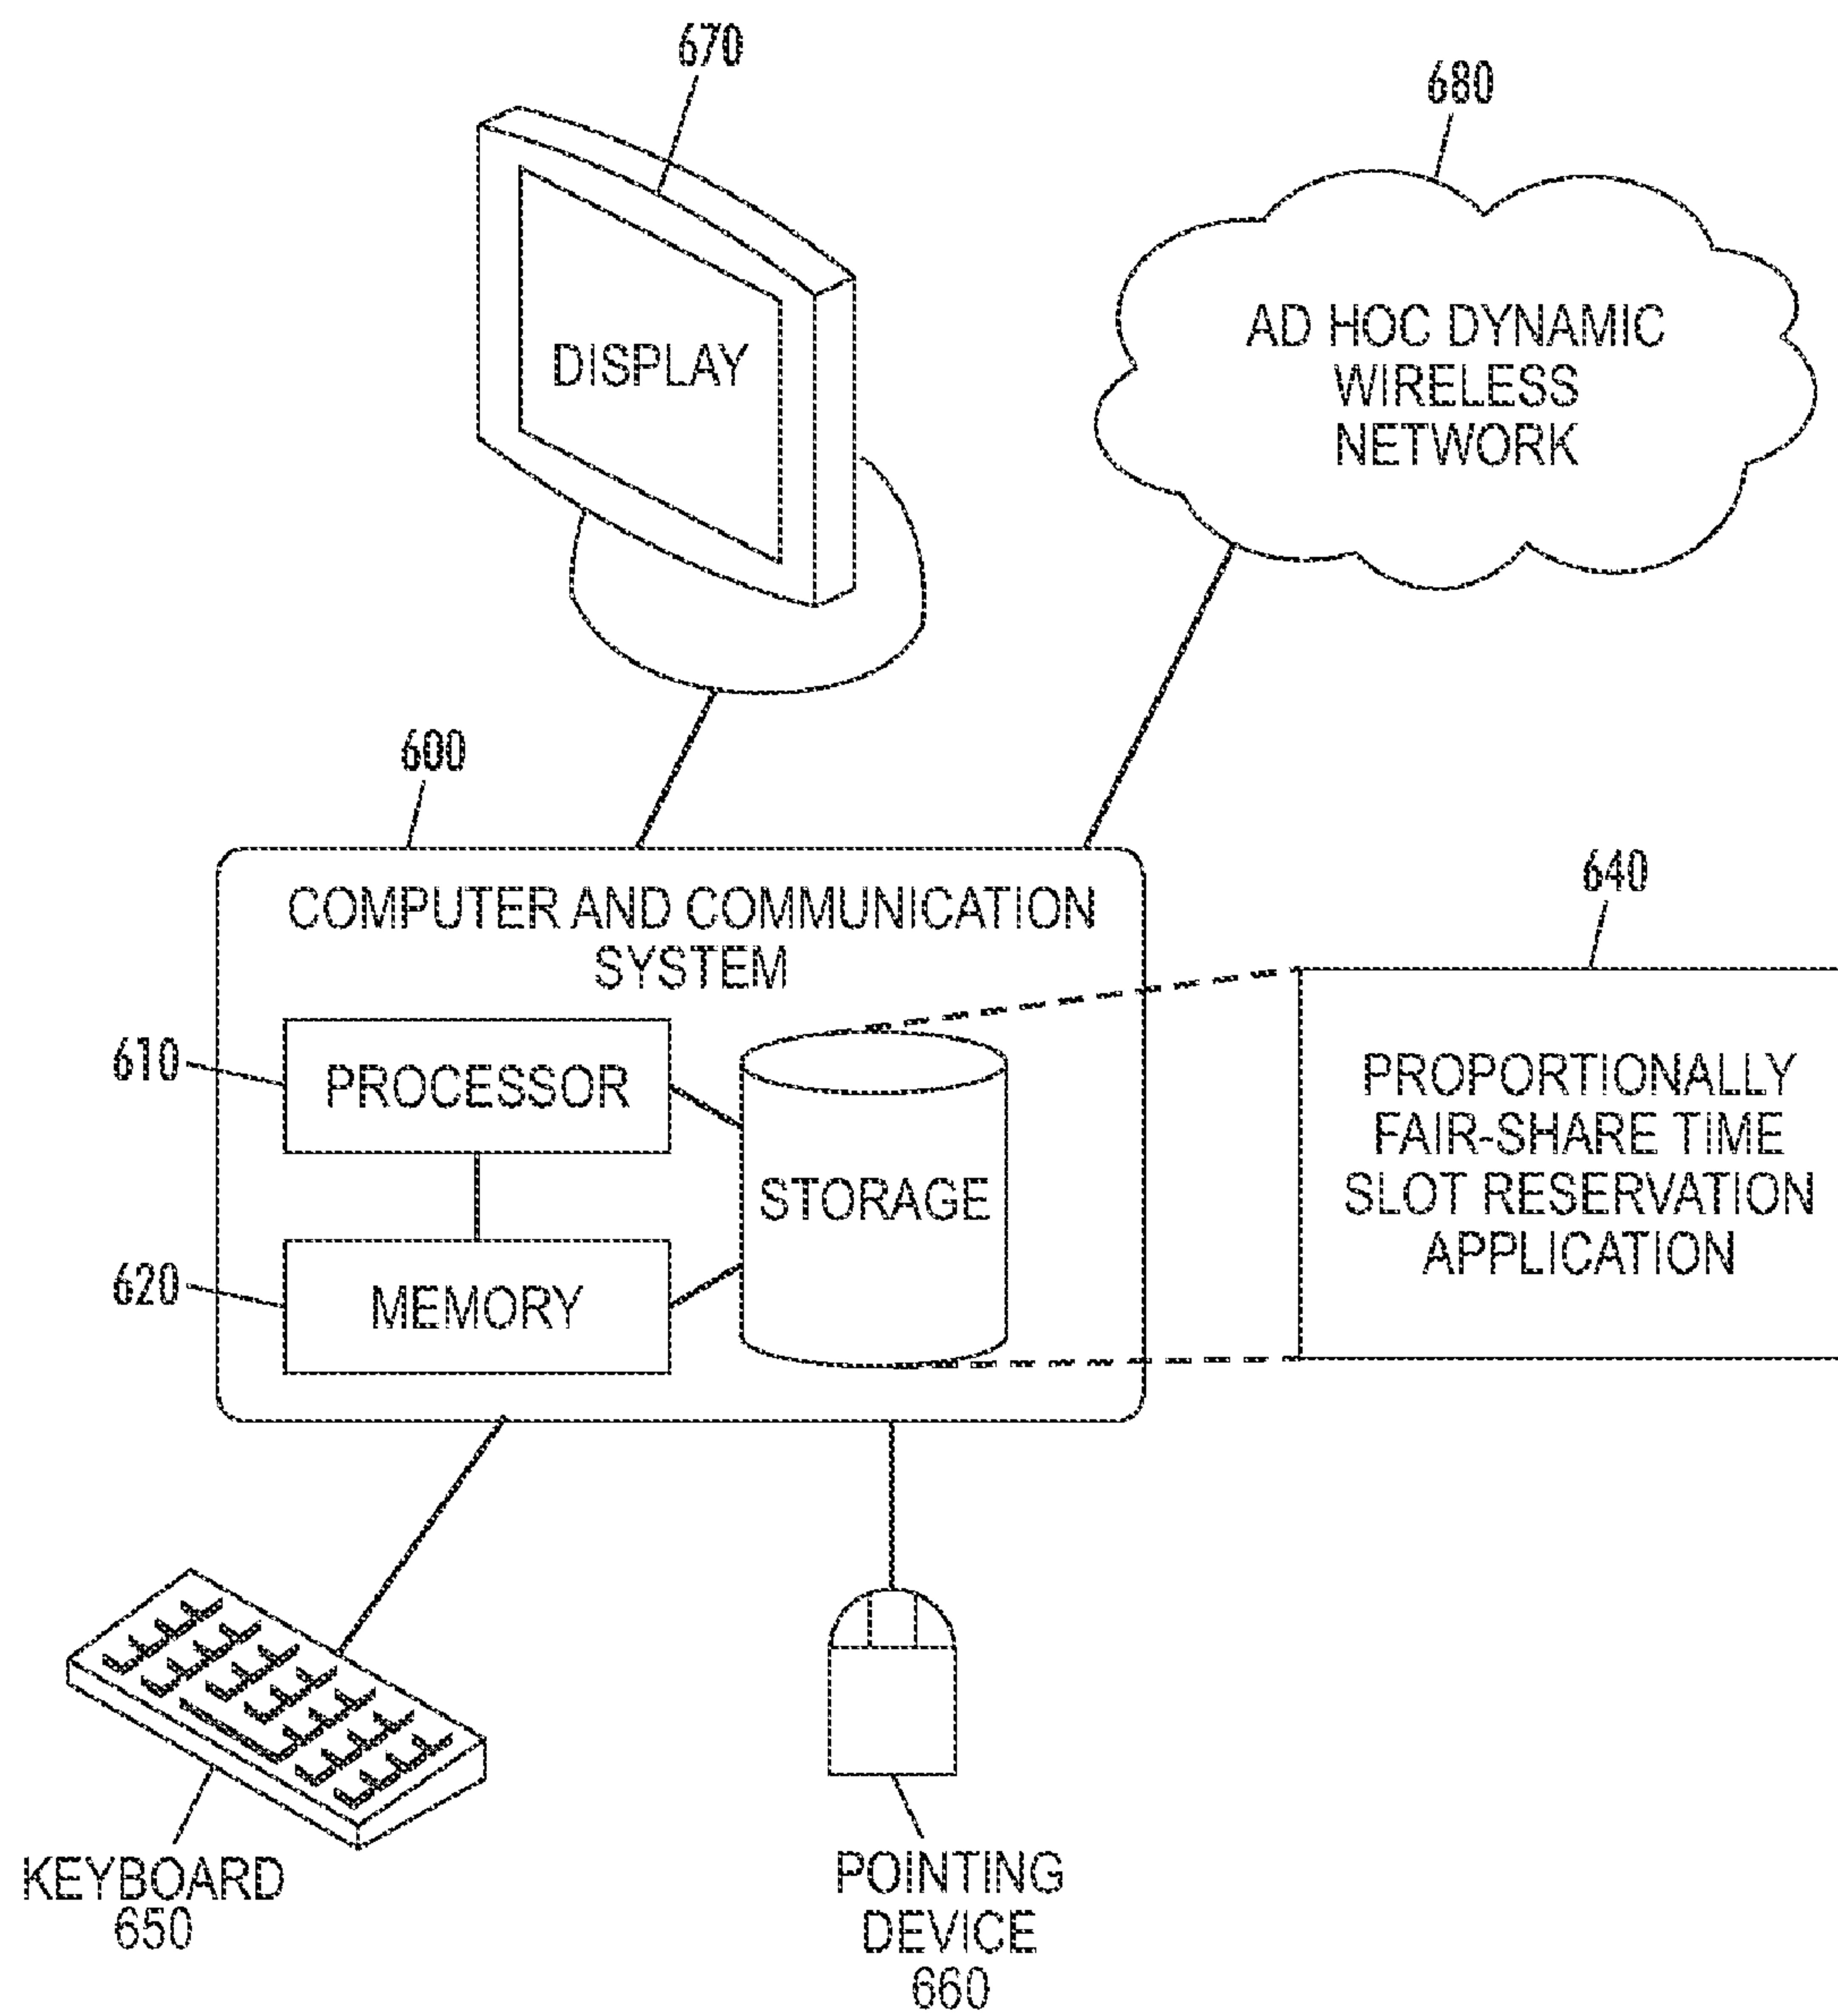 670
680
DISPLAY
AD HOC DYNAMIC
WIRELESS
NETWORK
600
COMPUTER AND COMMUNICATION
SYSTEM
640
610
PROCESSOR
STORAGE
620
MEMORY
PROPORTIONALLY
FAIR-SHARE TIME
SLOT RESERVATION
APPLICATION
KEYBOARD
650
POINTING
DEVICE
660